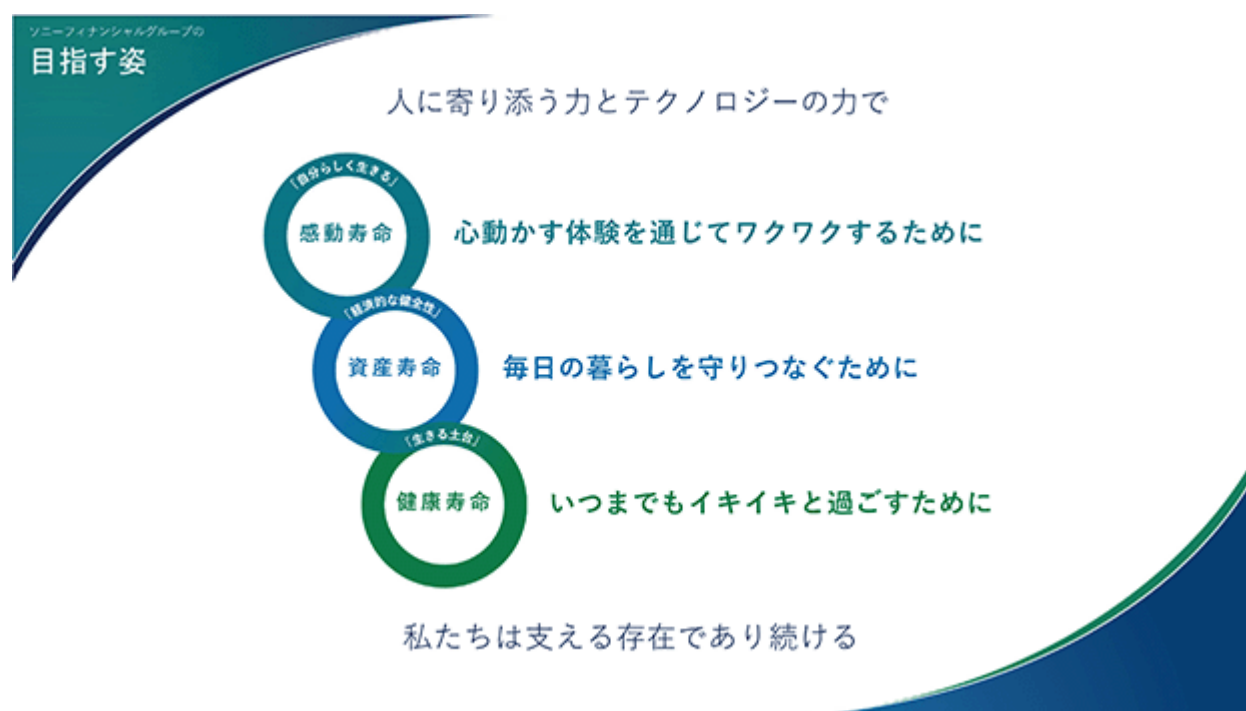 ソニーフィナンシャルグループの
目指す姿
人に寄り添う力とテクノロジーの力で
「自分らしく生きる」
感動寿命
心動かす体験を通じてワクワクするために
「経済的な健全性」
資産寿命
毎日の暮らしを守りつなぐために
「生きる土台」
健康寿命
いつまでもイキイキと過ごすために
私たちは支える存在であり続ける